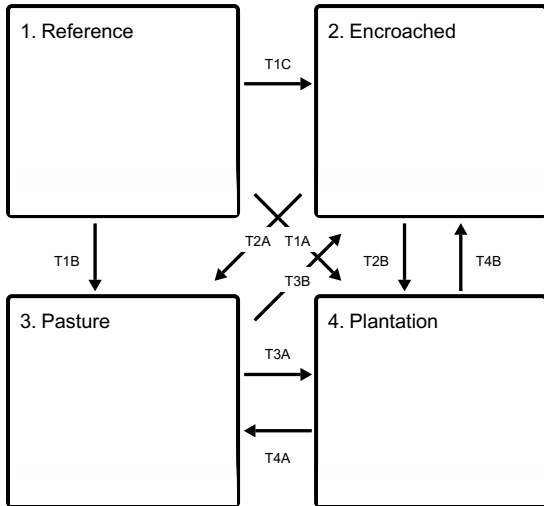 1. Reference
2. Encroached
T1C
T2A
T1A
T1B
T3B
T2B
T4B
3. Pasture
4. Plantation
T3A
T4A